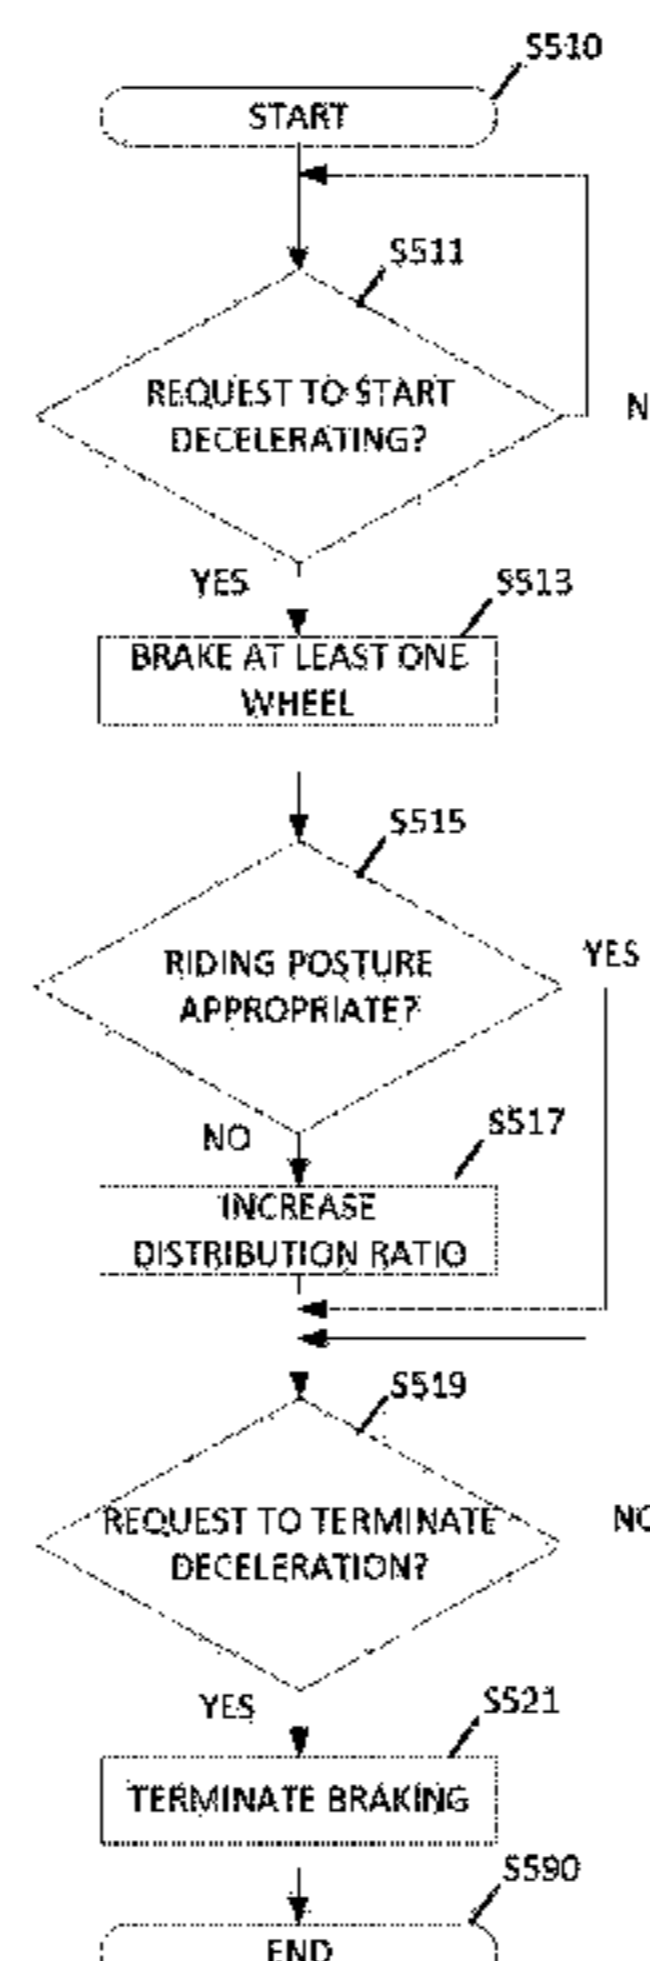 S510
START
S511
REQUEST TO START
DECELERATING?
N
YES
S513
BRAKE AT LEAST ONE
WHEEL
S515
RIDING POSTURE
APPROPRIATE?
YES
NO
S517
INCREASE
DISTRIBUTION RATIO
S519
REQUEST TO TERMINATE
DECELERATION?
NO
YES
S521
TERMINATE BRAKING
S590
END